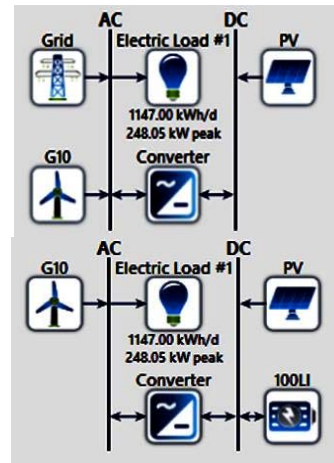 AC DC
Grid Electric Load #1 PV
1147.00 kWh/d
248.05 kW peak
G10 Converter
AC DC
G10 Electric Load #1 PV
1147.00 kWh/d
248.05 kW peak
Converter 100LI